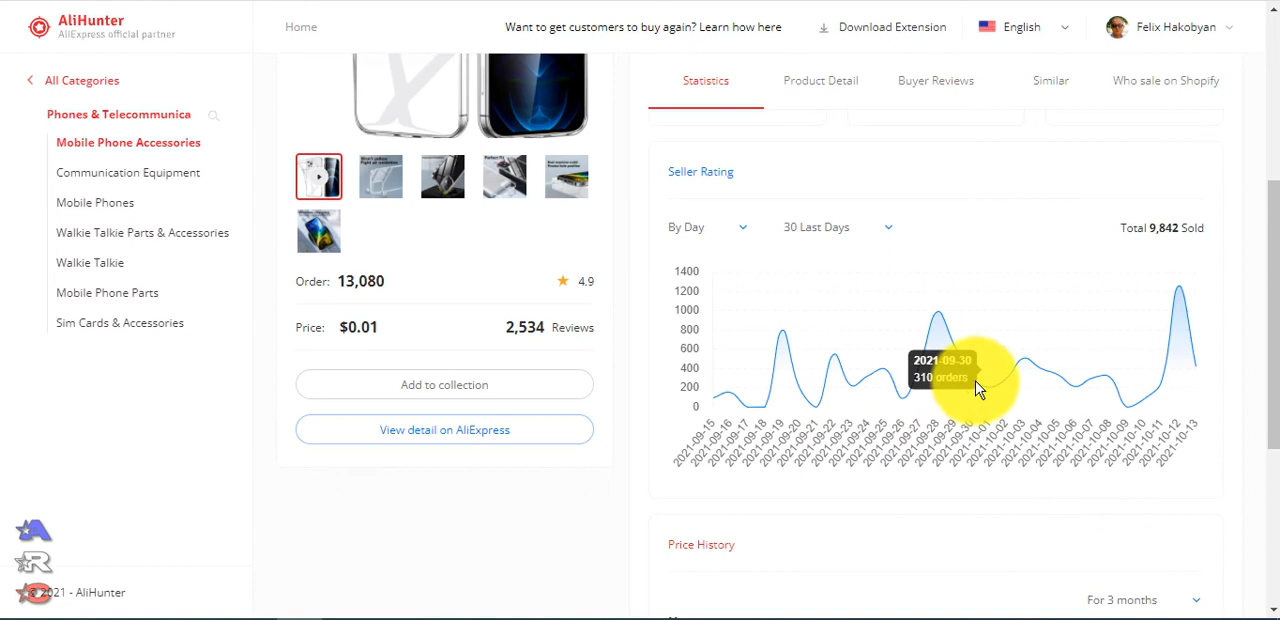 AliHunter
AliExpress official partner
Home
Want to get customers to buy again? Learn how here
Download Extension
English
Felix Hakobyan
All Categories
Phones & Telecommunica
Mobile Phone Accessories
Communication Equipment
Mobile Phones
Walkie Talkie Parts & Accessories
Walkie Talkie
Mobile Phone Parts
Sim Cards & Accessories
A
R
© 2021 - AliHunter
Order: 13,080
4.9
Price: $0.01
2,534 Reviews
Add to collection
View detail on AliExpress
Statistics
Product Detail
Buyer Reviews
Similar
Who sale on Shopify
Seller Rating
By Day
30 Last Days
Total 9,842 Sold
1400
1200
1000
800
600
400
200
0
2021-09-30
310 orders
2021-09-15
2021-09-16
2021-09-17
2021-09-18
2021-09-19
2021-09-20
2021-09-21
2021-09-22
2021-09-23
2021-09-24
2021-09-25
2021-09-26
2021-09-27
2021-09-28
2021-09-29
2021-09-30
2021-10-01
2021-10-02
2021-10-03
2021-10-04
2021-10-05
2021-10-06
2021-10-07
2021-10-08
2021-10-09
2021-10-10
2021-10-11
2021-10-12
2021-10-13
Price History
For 3 months